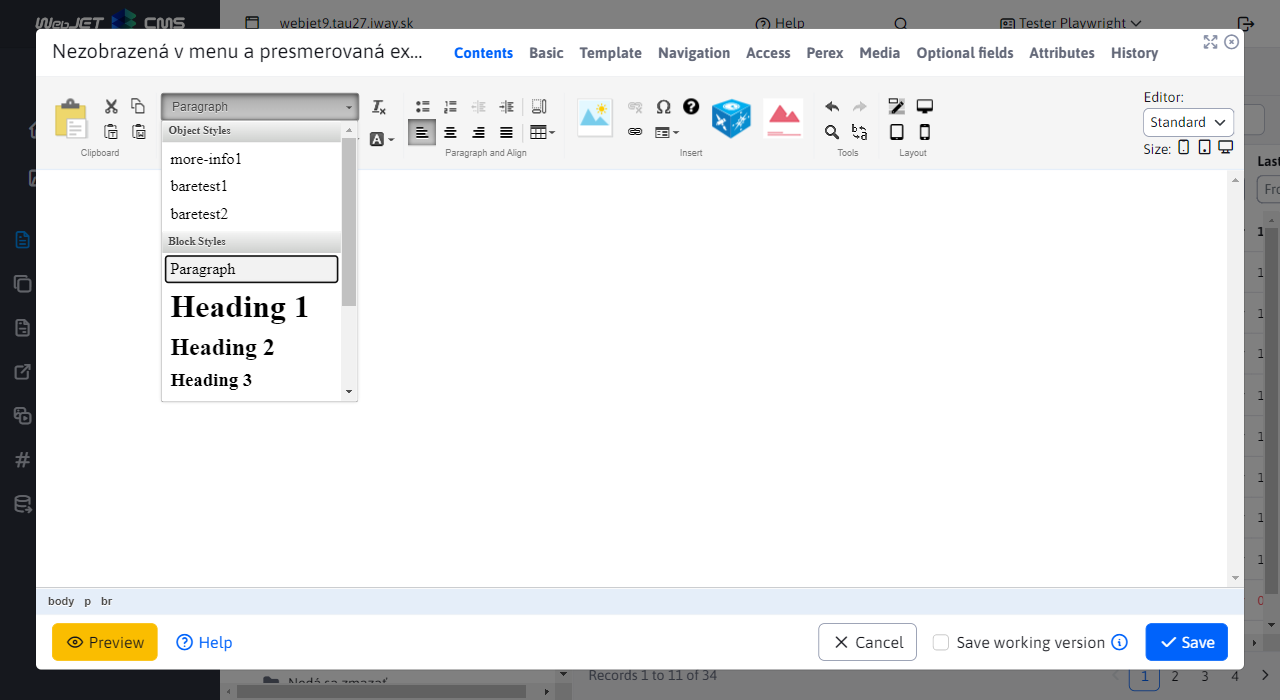 WebJET CMS
webjet9.tau27.iway.sk
Help
Tester Playwright
Nezobrazená v menu a presmerovaná ex...
Contents Basic Template Navigation Access Perex Media Optional fields Attributes History
Paragraph
Clipboard
Paragraph and Align
Insert
Tools
Layout
Editor:
Standard
Size:
Object Styles
more-info1
baretest1
baretest2
Block Styles
Paragraph
Heading 1
Heading 2
Heading 3
body p br
Preview Help Cancel Save working version Save
Records 1 to 11 of 34
1 2 3 4